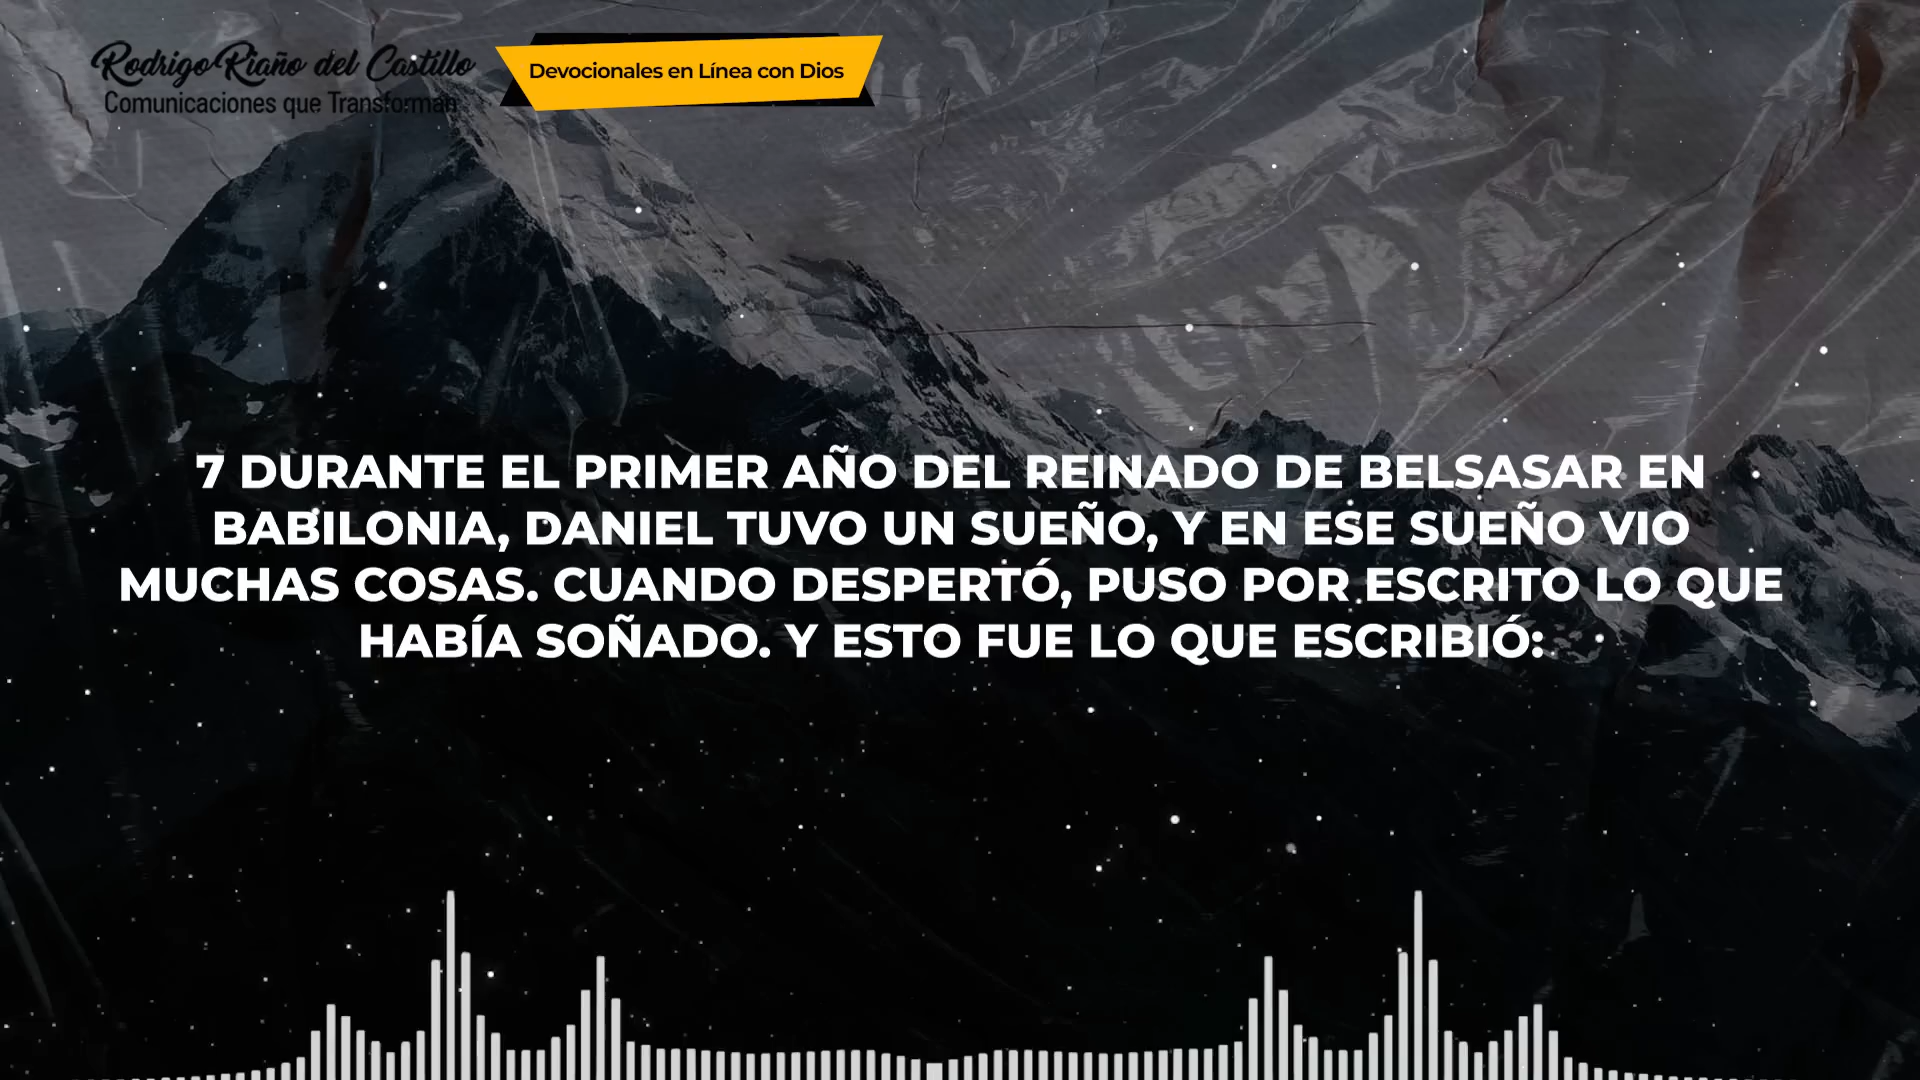 Rodrigo Riaño del Castillo
Comunicaciones que Transforman
Devocionales en Línea con Dios
7 DURANTE EL PRIMER AÑO DEL REINADO DE BELSASAR EN
BABILONIA, DANIEL TUVO UN SUEÑO, Y EN ESE SUEÑO VIO
MUCHAS COSAS. CUANDO DESPERTÓ, PUSO POR ESCRITO LO QUE
HABÍA SOÑADO. Y ESTO FUE LO QUE ESCRIBIÓ: